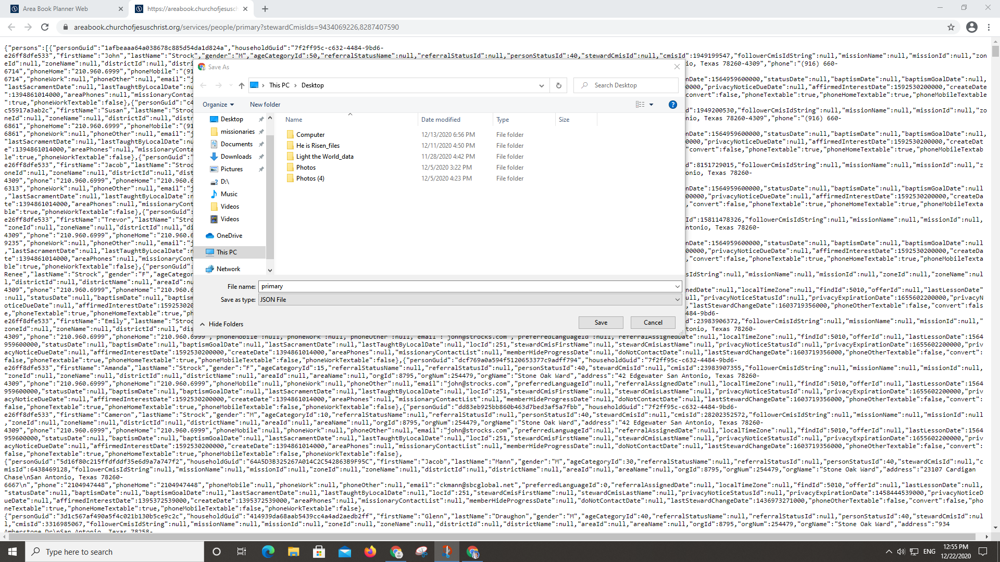 Area Book Planner Web
https://areabook.churchofjesusch
areabook.churchofjesuschrist.org/services/people/primary?stewardCmisIds=9434069226,8287407590
{"persons":[{"personGuid":"1afbeaaa64a038678c885d54da1d824a","householdGuid":"7f2ff95c-c632-4484-9bd6-
e26ff8dfe533","firstName":"John","lastName":"Strock","gender":"M","ageCategoryId":50,"referralStatusName":null,"referralStatusId":null,"personStatusId":40,"stewardCmisId":null,"cmisId":1949199547,"followerCmisIdString":null,"missionName":null,"missionId":null,"zon
eId":null,"zoneName":null,"districtId":null,"dist
nio, Texas 78260-4309","phone":"(916) 660-
6714","phoneHome":"210.960.6999","phoneMobile":"(91
6714","phoneWork":null,"phoneOther":null,"email":"j
onDate":1564959600000,"statusDate":null,"baptismDate":null,"baptismGoalDate":null,
"lastSacramentDate":null,"lastTaughtByLocalDate":nu
00000,"privacyNoticeDueDate":null,"affirmedInterestDate":1592530200000,"createDate
":1394861014000,"areaPhones":null,"missionaryContac
convert":false,"phoneTextable":true,"phoneHomeTextable":true,"phoneMobileTextable
":true,"phoneWorkTextable":false},{"personGuid":"c4
c55917a3ab2c","firstName":"Susan","lastName":"Stroc
d":1949200530,"followerCmisIdString":null,"missionName":null,"missionId":null,"zo
neId":null,"zoneName":null,"districtId":null,"dis
nio, Texas 78260-4309","phone":"(916) 660-
6861","phoneHome":"210.960.6999","phoneMobile":"(91
6861","phoneWork":null,"phoneOther":null,"email":"j
onDate":1564959600000,"statusDate":null,"baptismDate":null,"baptismGoalDate":null,
"lastSacramentDate":null,"lastTaughtByLocalDate":nu
00000,"privacyNoticeDueDate":null,"affirmedInterestDate":1592530200000,"createDat
e":1394861014000,"areaPhones":null,"missionaryCont
"convert":false,"phoneTextable":true,"phoneHomeTextable":true,"phoneMobileTextab
le":true,"phoneWorkTextable":false},{"personGuid":"
e26ff8dfe533","firstName":"Jacob","lastName":"Stroc
d":8151729015,"followerCmisIdString":null,"missionName":null,"missionId":null,"z
oneId":null,"zoneName":null,"districtId":null,"dist
onio, Texas 78260-
4309","phone":"210.960.6999","phoneHome":"210.960.6
6313","phoneWork":null,"phoneOther":null,"email":"j
onDate":1564959600000,"statusDate":null,"baptismDate":null,"baptismGoalDate":null
,"lastSacramentDate":null,"lastTaughtByLocalDate":n
00000,"privacyNoticeDueDate":null,"affirmedInterestDate":1592530200000,"createDa
te":1394861014000,"areaPhones":null,"missionaryCont
,"convert":false,"phoneTextable":true,"phoneHomeTextable":true,"phoneMobileTexta
ble":true,"phoneWorkTextable":false},{"personGuid":
e26ff8dfe533","firstName":"Trevor","lastName":"Stro
Id":15811478326,"followerCmisIdString":null,"missionName":null,"missionId":null,
"zoneId":null,"zoneName":null,"districtId":null,"di
ntonio, Texas 78260-
4309","phone":"210.960.6999","phoneHome":"210.960.6
9235","phoneWork":null,"phoneOther":null,"email":"j
onDate":1564959600000,"statusDate":null,"baptismDate":null,"baptismGoalDate":null,
"lastSacramentDate":null,"lastTaughtByLocalDate":nu
00000,"privacyNoticeDueDate":null,"affirmedInterestDate":1592530200000,"createDa
te":1394861014000,"areaPhones":null,"missionaryCont
,"convert":false,"phoneTextable":true,"phoneHomeTextable":true,"phoneMobileTexta
ble":true,"phoneWorkTextable":false},{"personGuid":
Renee","lastName":"Strock","gender":"F","ageCategor
sIdString":null,"missionName":null,"missionId":null,"zoneId":null,"zoneName":nul
l,"districtId":null,"districtName":null,"areaId":nu
4309","phone":"210.960.6999","phoneHome":"210.960.6
nedDate":null,"localTimeZone":null,"findId":5010,"offerId":null,"lastLessonDate"
:null,"statusDate":null,"baptismDate":null,"baptism
null,"privacyNoticeStatusId":null,"privacyExpirationDate":1655602200000,"privacyN
oticeDueDate":null,"affirmedInterestDate":159253020
,"lastStewardChangeDate":1603719356000,"phoneOtherTextable":false,"convert":fals
e,"phoneTextable":true,"phoneHomeTextable":true,"ph
484-9bd6-
e26ff8dfe533","firstName":"Emily","lastName":"Stroc
d":23983906372,"followerCmisIdString":null,"missionName":null,"missionId":null,"
zoneId":null,"zoneName":null,"districtId":null,"dis
tonio, Texas 78260-
4309","phone":"210.960.6999","phoneHome":"210.960.6999","phoneMobile":null,"phoneWork":null,"phoneOther":null,"email":"john@strocks.com","preferredLanguageId":null,"referralAssignedDate":null,"localTimeZone":null,"findId":5010,"offerId":null,"lastLessonDate":1564
959600000,"statusDate":null,"baptismDate":null,"baptismGoalDate":null,"lastSacramentDate":null,"lastTaughtByLocalDate":null,"locId":251,"stewardCmisFirstName":null,"stewardCmisLastName":null,"privacyNoticeStatusId":null,"privacyExpirationDate":1655602200000,"priv
acyNoticeDueDate":null,"affirmedInterestDate":1592530200000,"createDate":1394861014000,"areaPhones":null,"missionaryContactList":null,"memberHideProgressDate":null,"doNotContactDate":null,"lastStewardChangeDate":1603719356000,"phoneOtherTextable":false,"convert":
false,"phoneTextable":true,"phoneHomeTextable":true,"phoneMobileTextable":false,"phoneWorkTextable":false},{"personGuid":"dcf769a0a594f5120653377c9adff794","householdGuid":"7f2ff95c-c632-4484-9bd6-
e26ff8dfe533","firstName":"Amanda","lastName":"Strock","gender":"F","ageCategoryId":15,"referralStatusName":null,"referralStatusId":null,"personStatusId":40,"stewardCmisId":null,"cmisId":23983907355,"followerCmisIdString":null,"missionName":null,"missionId":null,
"zoneId":null,"zoneName":null,"districtId":null,"districtName":null,"areaId":null,"areaName":null,"orgId":8795,"orgNum":254479,"orgName":"Stone Oak Ward","address":"42 Edgewater San Antonio, Texas 78260-
4309","phone":"210.960.6999","phoneHome":"210.960.6999","phoneMobile":null,"phoneWork":null,"phoneOther":null,"email":"john@strocks.com","preferredLanguageId":null,"referralAssignedDate":null,"localTimeZone":null,"findId":5010,"offerId":null,"lastLessonDate":1564
959600000,"statusDate":null,"baptismDate":null,"baptismGoalDate":null,"lastSacramentDate":null,"lastTaughtByLocalDate":null,"locId":251,"stewardCmisFirstName":null,"stewardCmisLastName":null,"privacyNoticeStatusId":null,"privacyExpirationDate":1655602200000,"priv
acyNoticeDueDate":null,"affirmedInterestDate":1592530200000,"createDate":1394861014000,"areaPhones":null,"missionaryContactList":null,"memberHideProgressDate":null,"doNotContactDate":null,"lastStewardChangeDate":1603719356000,"phoneOtherTextable":false,"convert":
false,"phoneTextable":true,"phoneHomeTextable":true,"phoneMobileTextable":false,"phoneWorkTextable":false},{"personGuid":"dd83eb925bb860b463d7bed3af5a7fbb","householdGuid":"7f2ff95c-c632-4484-9bd6-
e26ff8dfe533","firstName":"Cameron","lastName":"Strock","gender":"M","ageCategoryId":10,"referralStatusName":null,"referralStatusId":null,"personStatusId":40,"stewardCmisId":null,"cmisId":28202352572,"followerCmisIdString":null,"missionName":null,"missionId":null
,"zoneId":null,"zoneName":null,"districtId":null,"districtName":null,"areaId":null,"areaName":null,"orgId":8795,"orgNum":254479,"orgName":"Stone Oak Ward","address":"42 Edgewater San Antonio, Texas 78260-
4309","phone":"210.960.6999","phoneHome":"210.960.6999","phoneMobile":null,"phoneWork":null,"phoneOther":null,"email":"john@strocks.com","preferredLanguageId":null,"referralAssignedDate":null,"localTimeZone":null,"findId":5010,"offerId":null,"lastLessonDate":1564
959600000,"statusDate":null,"baptismDate":null,"baptismGoalDate":null,"lastSacramentDate":null,"lastTaughtByLocalDate":null,"locId":251,"stewardCmisFirstName":null,"stewardCmisLastName":null,"privacyNoticeStatusId":null,"privacyExpirationDate":1655602200000,"priv
acyNoticeDueDate":null,"affirmedInterestDate":1592530200000,"createDate":1394861014000,"areaPhones":null,"missionaryContactList":null,"memberHideProgressDate":null,"doNotContactDate":null,"lastStewardChangeDate":1603719356000,"phoneOtherTextable":false,"convert":
false,"phoneTextable":true,"phoneHomeTextable":true,"phoneMobileTextable":false,"phoneWorkTextable":false},
{"personGuid":"5d16f80c215ffdfddf35e6d9a7a747f2","householdGuid":"64A5D3B325267A014C2C542863B9F95C","firstName":"Jacob","lastName":"Mann","gender":"M","ageCategoryId":30,"referralStatusName":null,"referralStatusId":null,"personStatusId":40,"stewardCmisId":null,"c
misId":6438469128,"followerCmisIdString":null,"missionName":null,"missionId":null,"zoneId":null,"zoneName":null,"districtId":null,"districtName":null,"areaId":null,"areaName":null,"orgId":8795,"orgNum":254479,"orgName":"Stone Oak Ward","address":"23107 Cardigan
Chase\nSan Antonio, Texas 78260-
6667\n","phone":"2104947448","phoneHome":"2104947448","phoneMobile":null,"phoneWork":null,"phoneOther":null,"email":"ckmann@sbcglobal.net","preferredLanguageId":0,"referralAssignedDate":null,"localTimeZone":null,"findId":5010,"offerId":null,"lastLessonDate":null,
"statusDate":null,"baptismDate":null,"baptismGoalDate":null,"lastSacramentDate":null,"lastTaughtByLocalDate":null,"locId":251,"stewardCmisFirstName":null,"stewardCmisLastName":null,"privacyNoticeStatusId":null,"privacyExpirationDate":1458444539000,"privacyNoticeD
ueDate":null,"affirmedInterestDate":1395372539000,"createDate":1395372539000,"areaPhones":null,"missionaryContactList":null,"memberHideProgressDate":null,"doNotContactDate":null,"lastStewardChangeDate":1436973271000,"phoneOtherTextable":false,"convert":false,"pho
neTextable":true,"phoneHomeTextable":true,"phoneMobileTextable":false,"phoneWorkTextable":false},
{"personGuid":"3d1c567af490a5f4c021b130b5ce9c2c","householdGuid":"414939da68aab5439cc4a4ad2aedb2ff","firstName":"Glenn","lastName":"Draughon","gender":"M","ageCategoryId":40,"referralStatusName":null,"referralStatusId":null,"personStatusId":40,"stewardCmisId":nul
l,"cmisId":3316985067,"followerCmisIdString":null,"missionName":null,"missionId":null,"zoneId":null,"zoneName":null,"districtId":null,"districtName":null,"areaId":null,"areaName":null,"orgId":8795,"orgNum":254479,"orgName":"Stone Oak Ward","address":"934
Amberstone Dr\nSan Antonio, Texas 78258-
Save As
This PC
Desktop
Search Desktop
Organize
New folder
Desktop
missionaries
Documents
Downloads
Pictures
D:\
Music
Videos
Videos
OneDrive
This PC
Network
Name Date modified Type Size
Computer 12/13/2020 6:56 PM File folder
He is Risen_files 12/11/2020 4:50 PM File folder
Light the World_data 11/28/2020 4:42 PM File folder
Photos 12/5/2020 3:22 PM File folder
Photos (4) 12/5/2020 4:23 PM File folder
File name: primary
Save as type: JSON File
Hide Folders
Save
Cancel
Type here to search
ENG
12:55 PM
12/22/2020